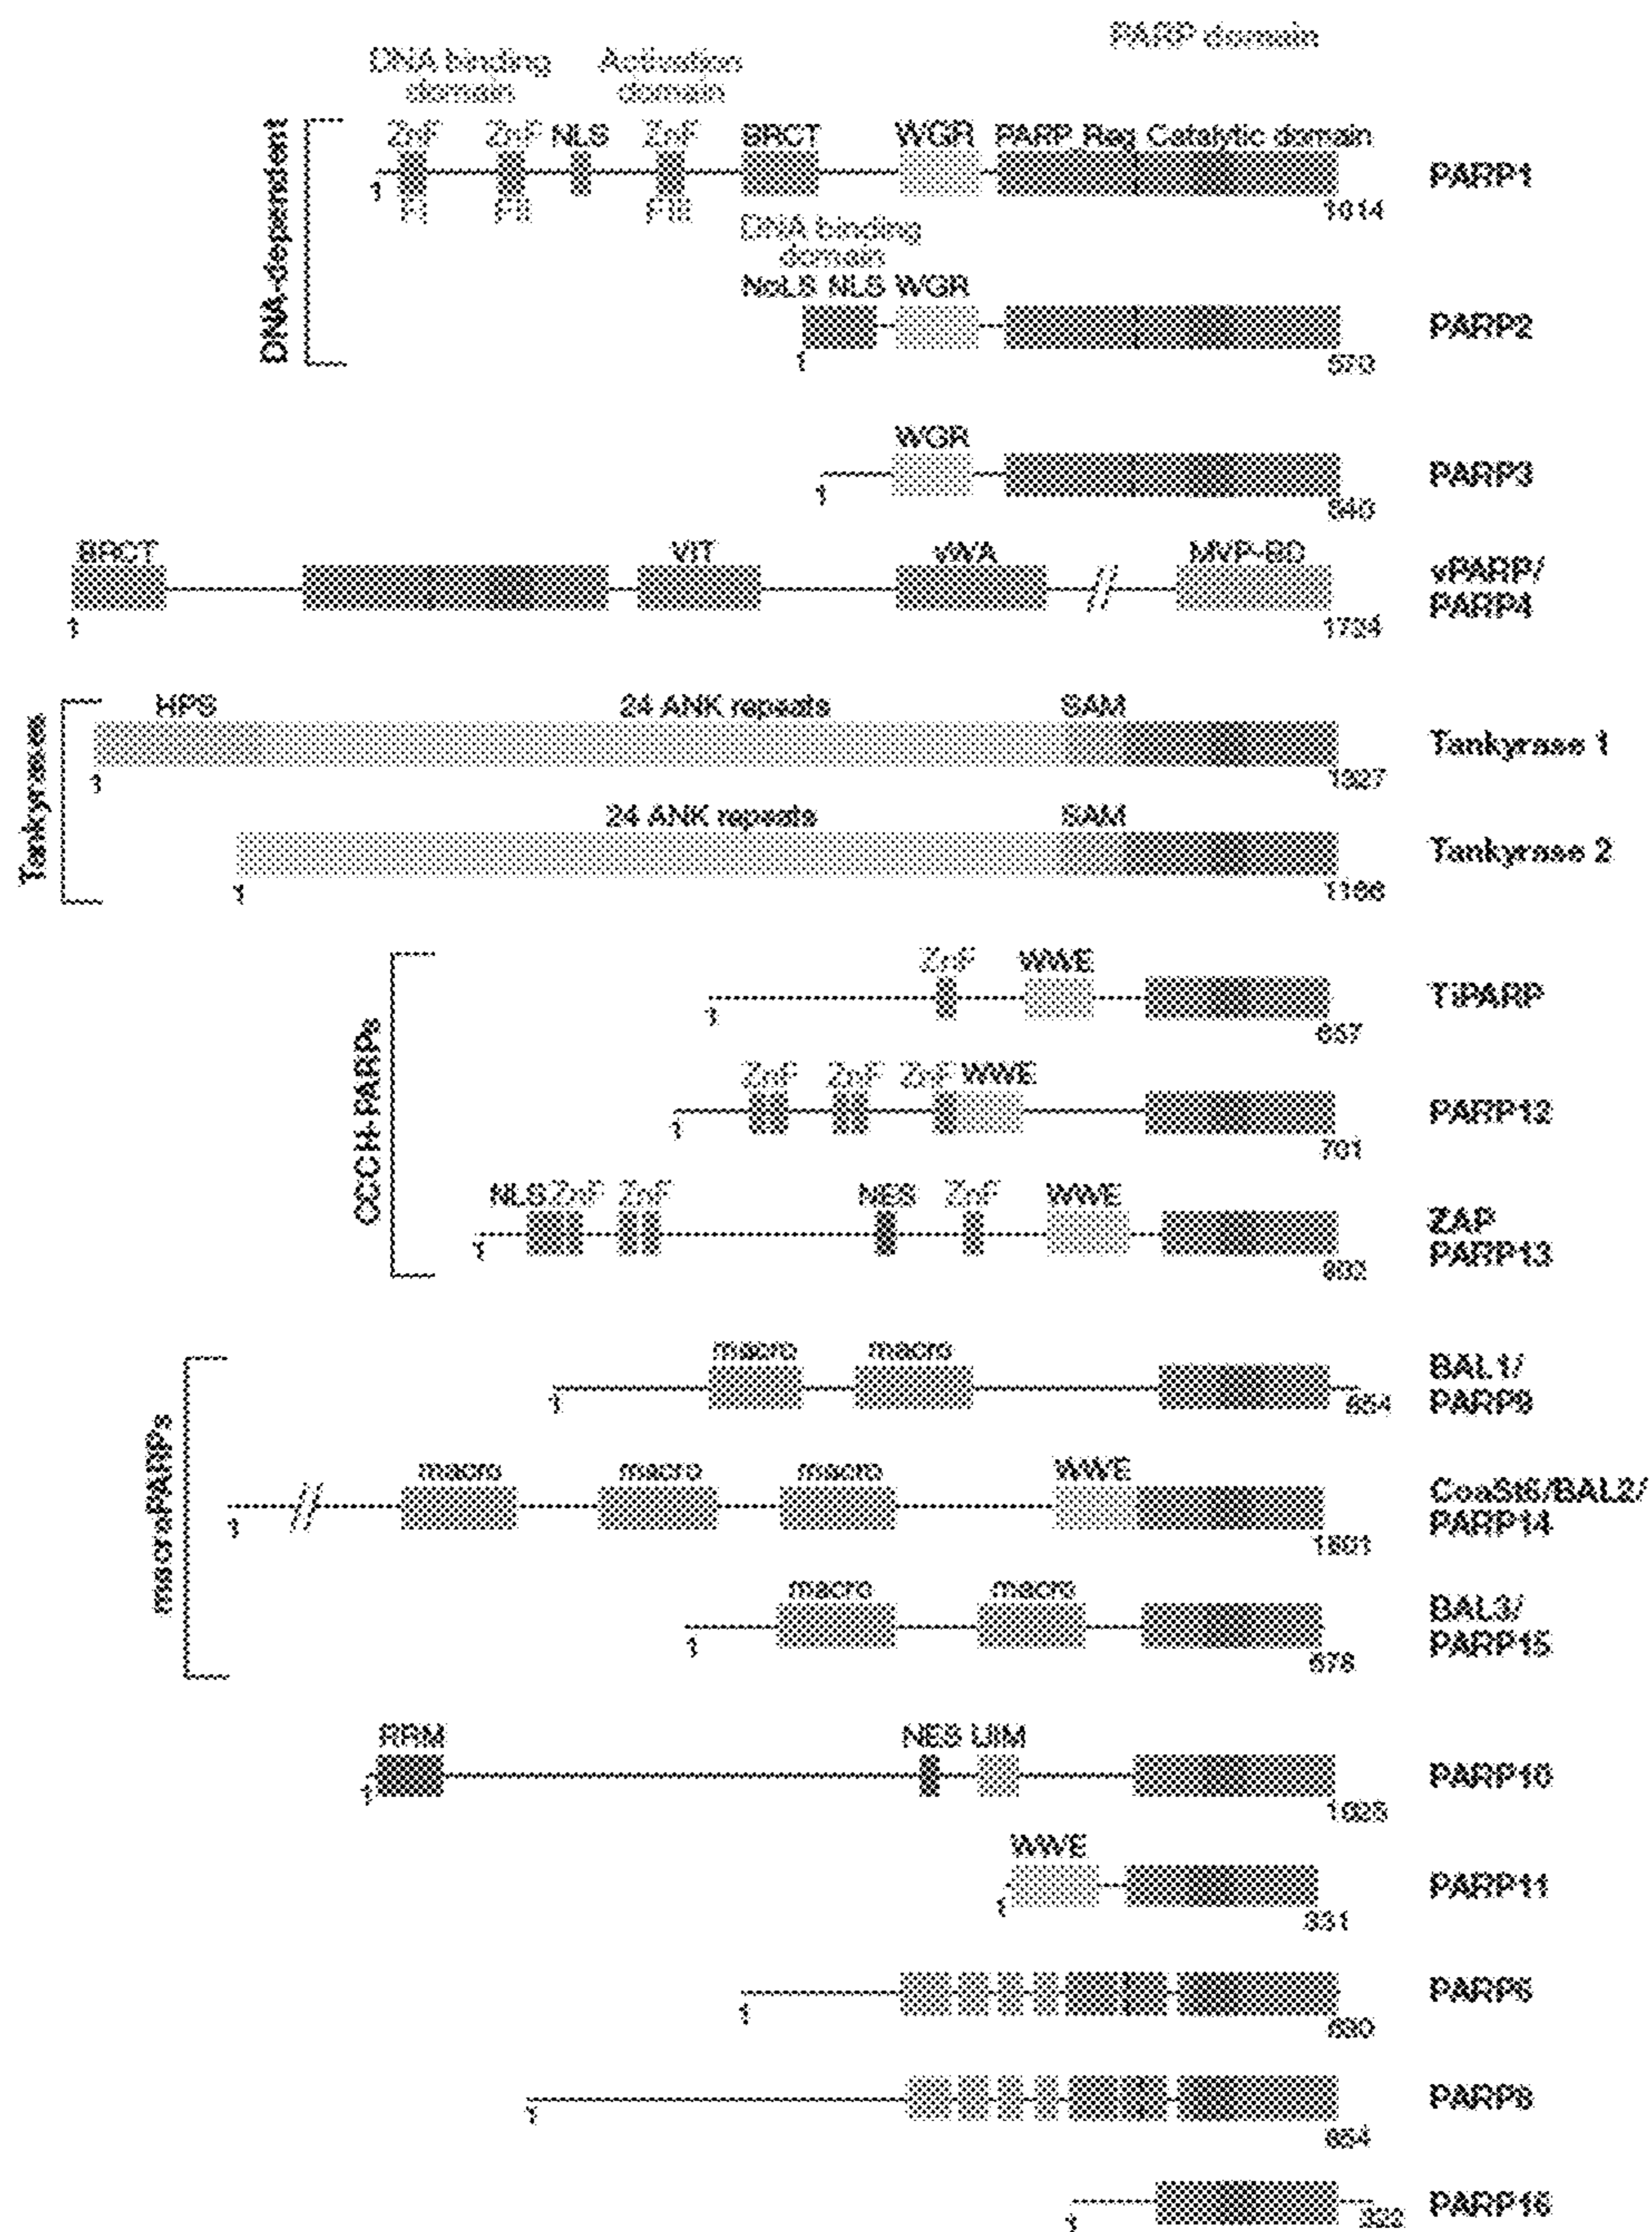 PARP domain
DNA binding domain
Activation domain
DNA-dependent
ZnF ZnF NLS ZnF BRCT WGR PARP Reg Catalytic domain
PARP1
1
FI FII FIII
1014
DNA binding domain
NoLS NLS WGR
PARP2
1
570
WGR
PARP3
1
540
BRCT VIT vWA MVP-BD
vPARP/
PARP4
1
1734
Tankyrases
HPS 24 ANK repeats SAM
Tankyrase 1
1
1327
24 ANK repeats SAM
Tankyrase 2
1
1166
CCCH-PARPs
ZnF WWE
TiPARP
1
657
ZnF ZnF ZnF WWE
PARP12
1
701
NLS ZnF ZnF NES ZnF WWE
ZAP
PARP13
1
902
macroPARPs
macro macro
BAL1/
PARP9
1
854
macro macro macro WWE
CoaSt6/BAL2/
PARP14
1
1801
macro macro
BAL3/
PARP15
1
678
RRM NES UIM
PARP10
1
1025
WWE
PARP11
1
331
PARP6
1
630
PARP8
1
854
PARP16
1
322